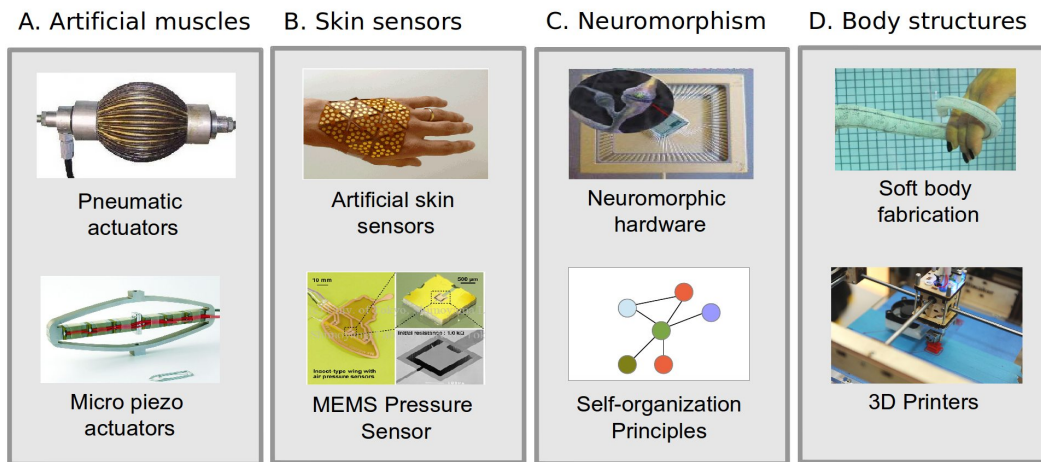 A. Artificial muscles
B. Skin sensors
C. Neuromorphism
D. Body structures
Pneumatic
actuators
Micro piezo
actuators
Artificial skin
sensors
10 mm
500 µm
Insect-type wing with
air pressure sensors
MEMS Pressure
Sensor
Neuromorphic
hardware
Self-organization
Principles
Soft body
fabrication
3D Printers